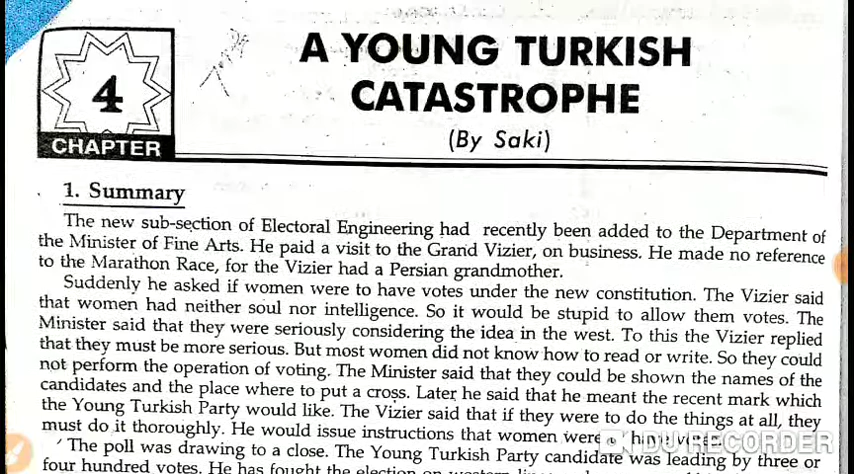 4
CHAPTER
A YOUNG TURKISH
CATASTROPHE
(By Saki)
1. Summary
The new sub-section of Electoral Engineering had recently been added to the Department of
the Minister of Fine Arts. He paid a visit to the Grand Vizier, on business. He made no reference
to the Marathon Race, for the Vizier had a Persian grandmother.
Suddenly he asked if women were to have votes under the new constitution. The Vizier said
that women had neither soul nor intelligence. So it would be stupid to allow them votes. The
Minister said that they were seriously considering the idea in the west. To this the Vizier replied
that they must be more serious. But most women did not know how to read or write. So they could
not perform the operation of voting. The Minister said that they could be shown the names of the
candidates and the place where to put a cross. Later he said that he meant the recent mark which
the Young Turkish Party would like. The Vizier said that if they were to do the things at all, they
must do it thoroughly. He would issue instructions that women were
DU RECORDER
The poll was drawing to a close. The Young Turkish Party candidate was leading by three or
four hundred votes. He has fought the election on western lines